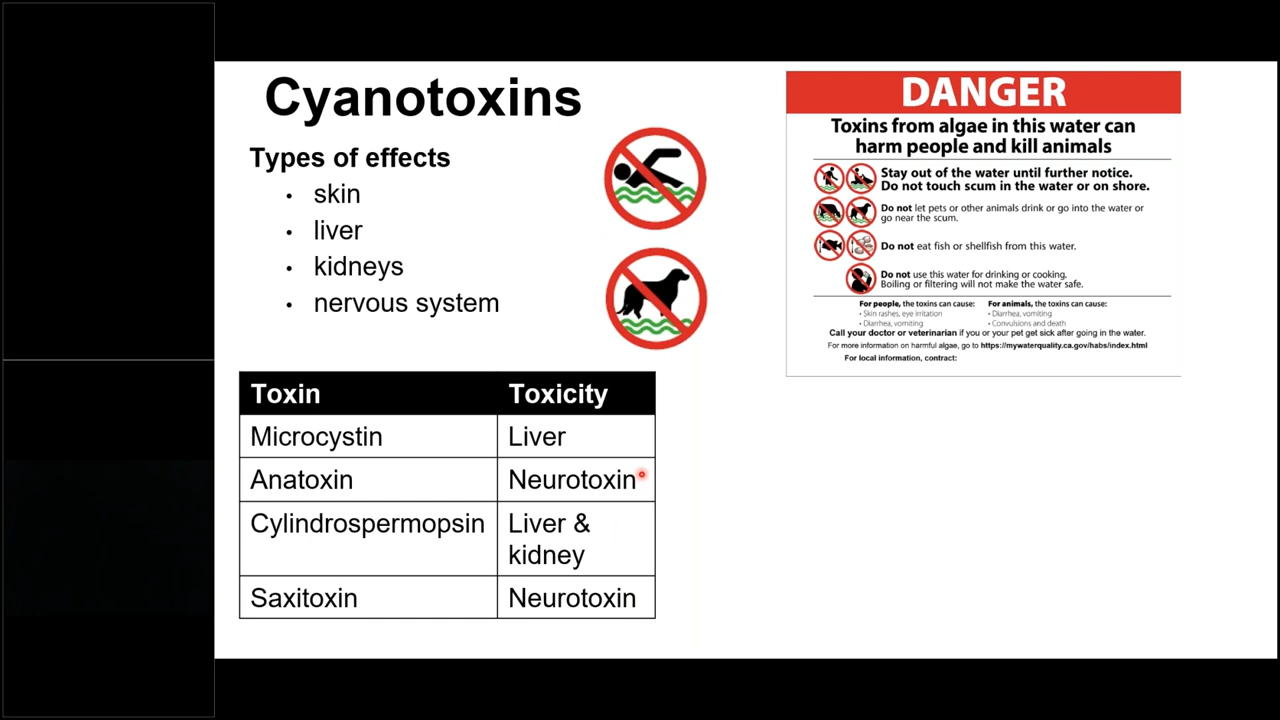 Cyanotoxins
Types of effects
• skin
• liver
• kidneys
• nervous system
Toxin Toxicity
Microcystin Liver
Anatoxin Neurotoxin
Cylindrospermopsin Liver &
kidney
Saxitoxin Neurotoxin
DANGER
Toxins from algae in this water can
harm people and kill animals
Stay out of the water until further notice.
Do not touch scum in the water or on shore.
Do not let pets or other animals drink or go into the water or
go near the scum.
Do not eat fish or shellfish from this water.
Do not use this water for drinking or cooking.
Boiling or filtering will not make the water safe.
For people, the toxins can cause: For animals, the toxins can cause:
• Skin rashes, eye irritation • Diarrhea, vomiting
• Diarrhea, vomiting • Convulsions and death
Call your doctor or veterinarian if you or your pet get sick after going in the water.
For more information on harmful algae, go to https://mywaterquality.ca.gov/habs/index.html
For local information, contract: